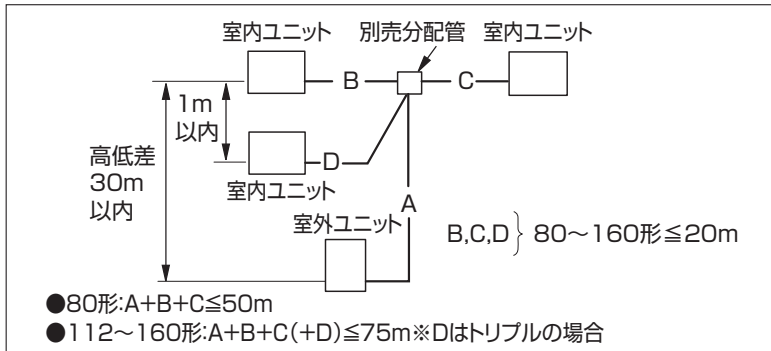 室内ユニット
別売分配管
室内ユニット
B
C
1m
以内
高低差
30m
以内
D
室内ユニット
A
室外ユニット
B,C,D} 80～160形≦20m
●80形:A+B+C≦50m
●112～160形:A+B+C(+D)≦75m※Dはトリプルの場合